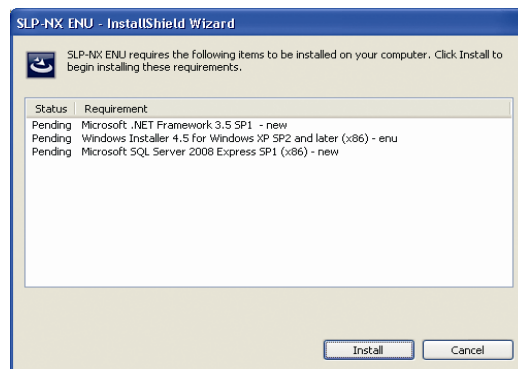 SLP-NX ENU - InstallShield Wizard
SLP-NX ENU requires the following items to be installed on your computer. Click Install to
begin installing these requirements.
Status Requirement
Pending Microsoft .NET Framework 3.5 SP1 - new
Pending Windows Installer 4.5 for Windows XP SP2 and later (x86) - enu
Pending Microsoft SQL Server 2008 Express SP1 (x86) - new
Install Cancel